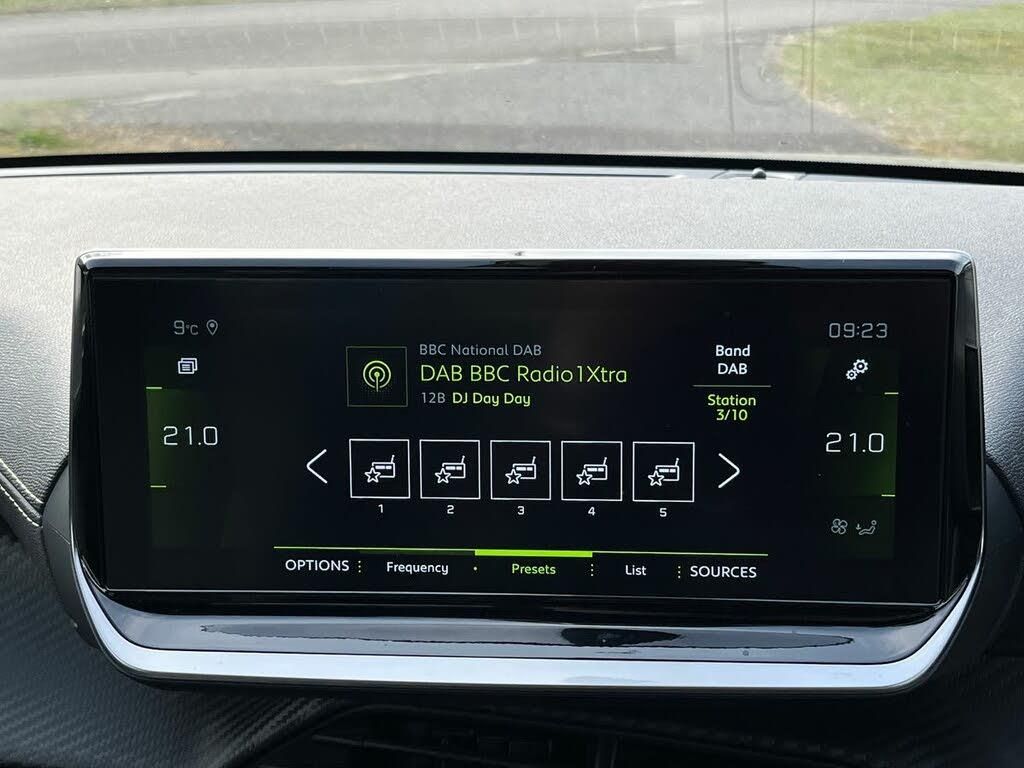 9°C
09:23
BBC National DAB
DAB BBC Radio1Xtra
12B DJ Day Day
Band
DAB
Station
3/10
21.0
21.0
1
2
3
4
5
OPTIONS
Frequency
Presets
List
SOURCES